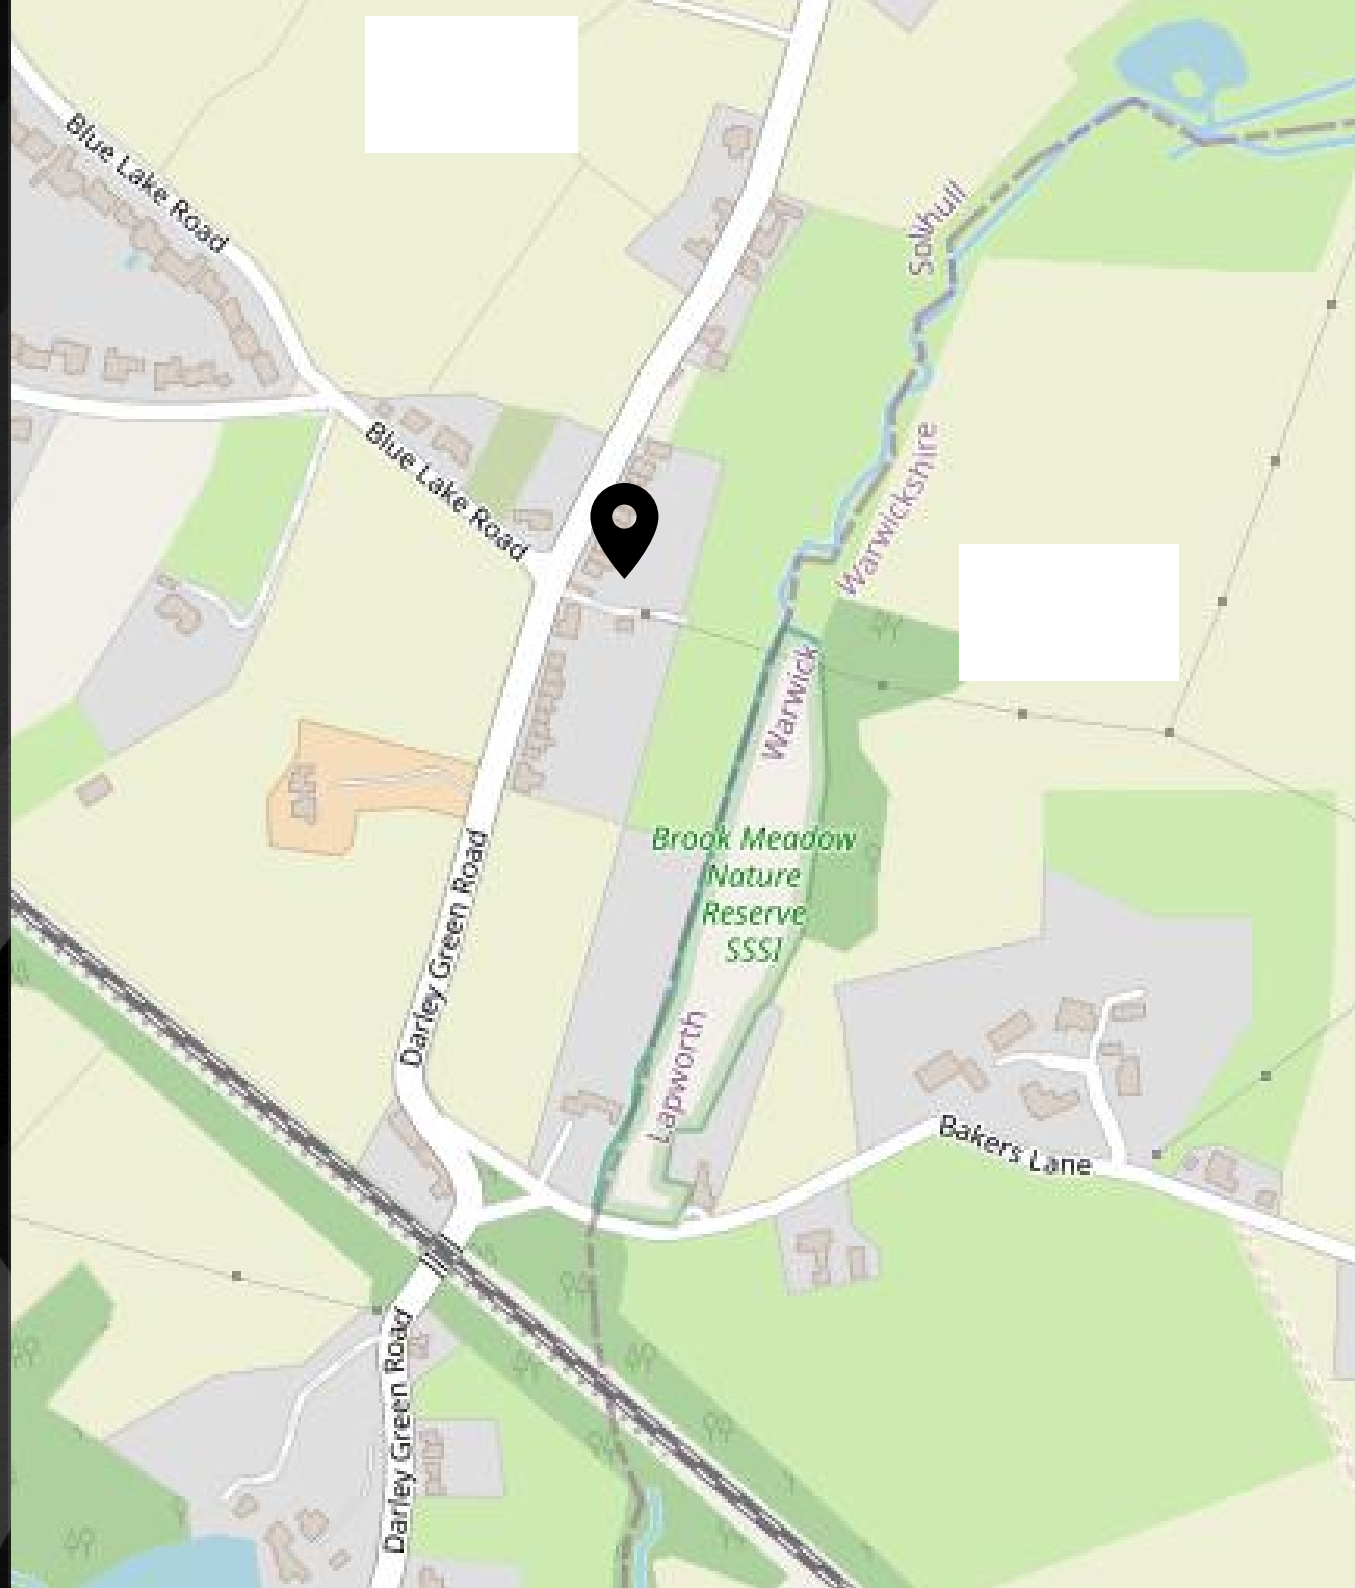 Blue Lake Road
Solihull
Blue Lake Road
Warwickshire
Warwick
Brook Meadow
Nature
Reserve
SSSI
Darley Green Road
Lapworth
Bakers Lane
Darley Green Road